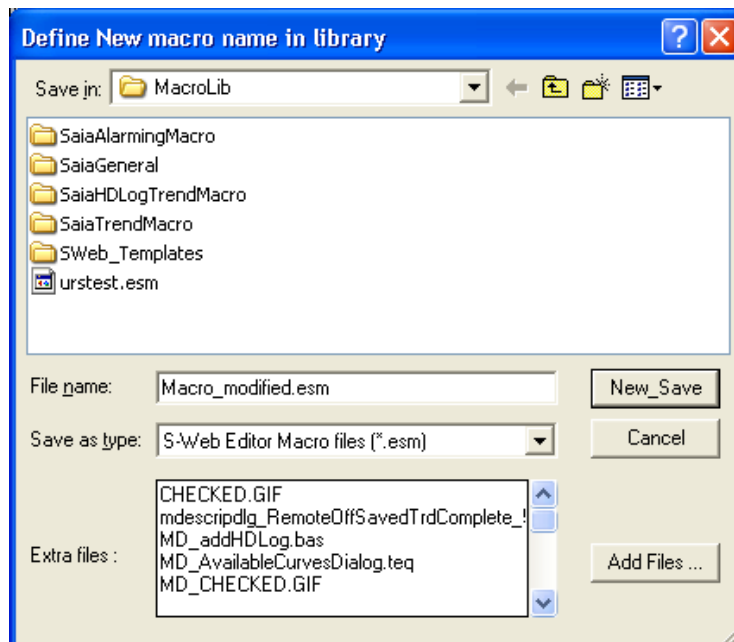 Define New macro name in library
Save in: MacroLib
SaiaAlarmingMacro
SaiaGeneral
SaiaHDLogTrendMacro
SaiaTrendMacro
SWeb_Templates
urstest.esm
File name: Macro_modified.esm New_Save
Save as type: S-Web Editor Macro files (*.esm) Cancel
Extra files :
CHECKED.GIF
mdescripdlg_RemoteOffSavedTrdComplete_!
MD_addHDLog.bas
MD_AvailableCurvesDialog.teq
MD_CHECKED.GIF
Add Files ...